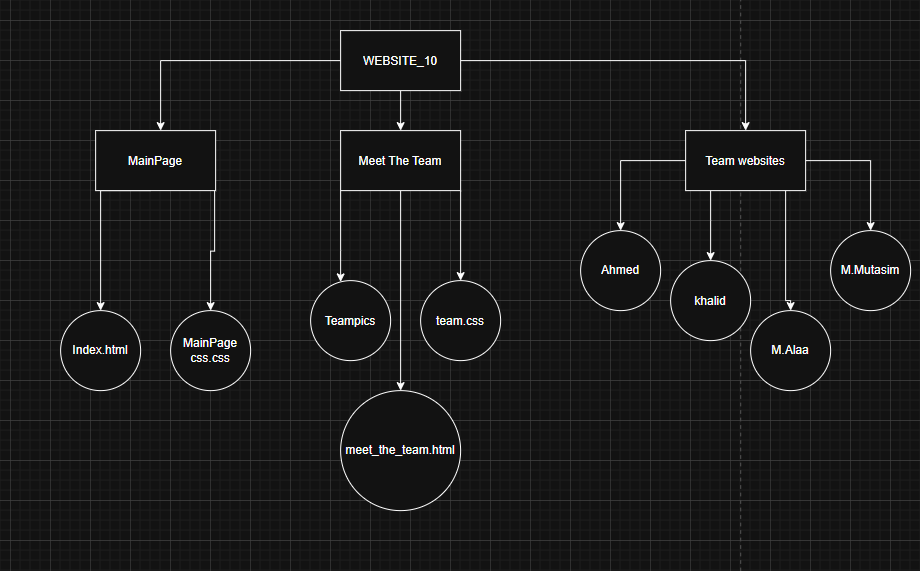 WEBSITE_10
MainPage
Meet The Team
Team websites
Ahmed
khalid
M.Mutasim
Index.html
MainPage
css.css
Teampics
team.css
M.Alaa
meet_the_team.html